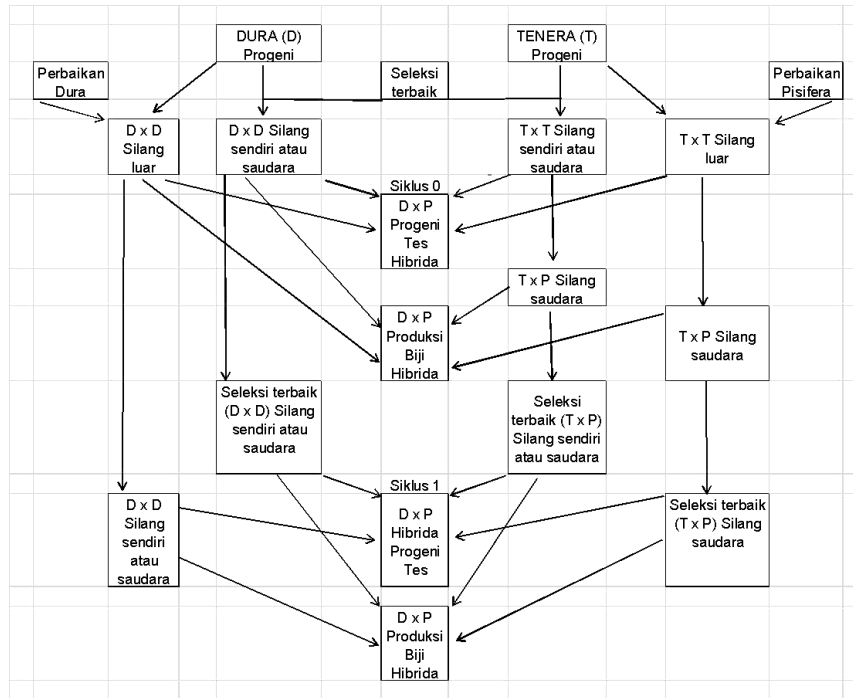 DURA (D)
Progeni
TENERA (T)
Progeni
Perbaikan
Dura
Seleksi
terbaik
Perbaikan
Pisifera
D x D
Silang
luar
D x D Silang
sendiri atau
saudara
T x T Silang
sendiri atau
saudara
T x T Silang
luar
Siklus 0
D x P
Progeni
Tes
Hibrida
T x P Silang
saudara
D x P
Produksi
Biji
Hibrida
T x P Silang
saudara
Seleksi terbaik
(D x D) Silang
sendiri atau
saudara
Seleksi
terbaik (T x P)
Silang sendiri
atau saudara
Siklus 1
D x D
Silang
sendiri
atau
saudara
D x P
Hibrida
Progeni
Tes
Seleksi terbaik
(T x P) Silang
saudara
D x P
Produksi
Biji
Hibrida